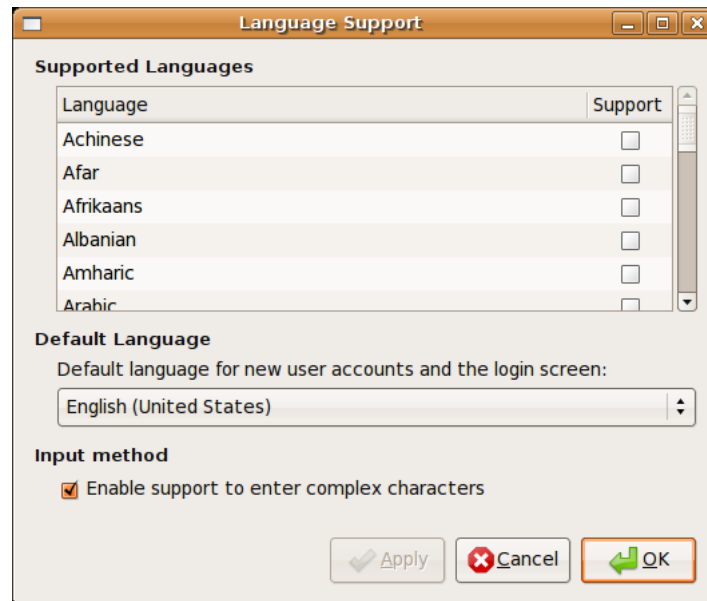 Language Support
Supported Languages
Language Support
Achinese
Afar
Afrikaans
Albanian
Amharic
Arabic
Default Language
Default language for new user accounts and the login screen:
English (United States)
Input method
Enable support to enter complex characters
Apply Cancel OK